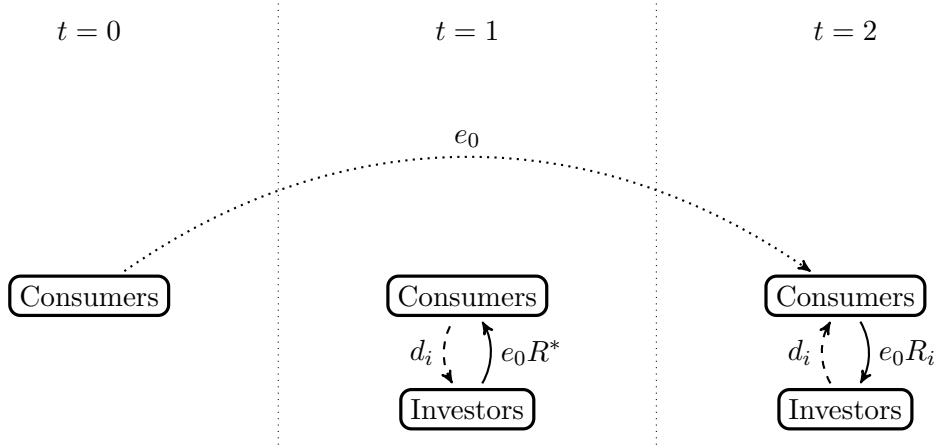 t = 0
t = 1
t = 2
e₀
Consumers
Consumers
Consumers
dᵢ
e₀R*
dᵢ
e₀Rᵢ
Investors
Investors